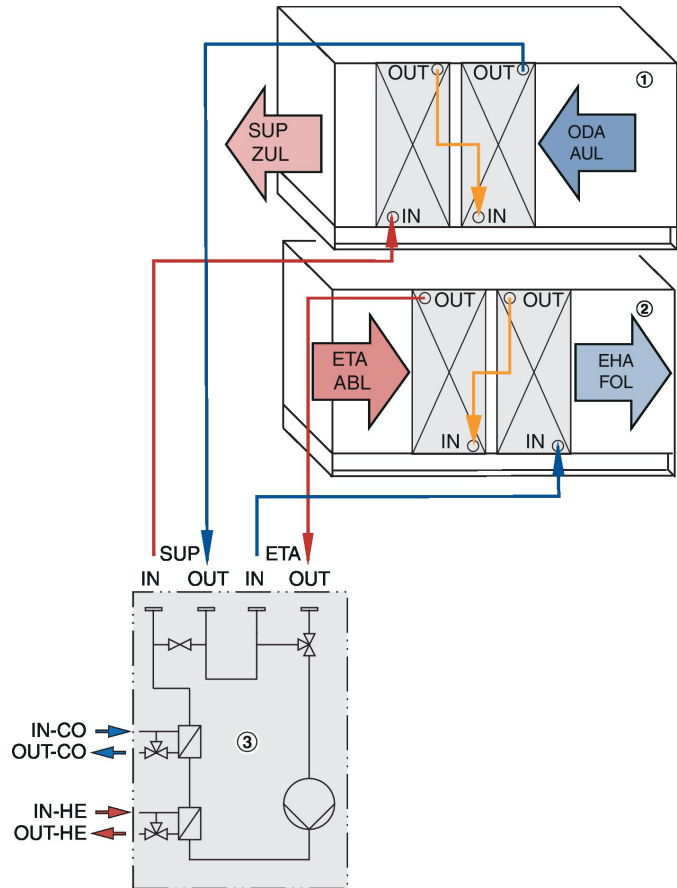 OUT OUT ①
SUP
ZUL
ODA
AUL
IN IN
OUT OUT ②
ETA
ABL
EHA
FOL
IN IN
SUP ETA
IN OUT IN OUT
IN-CO
OUT-CO
③
IN-HE
OUT-HE